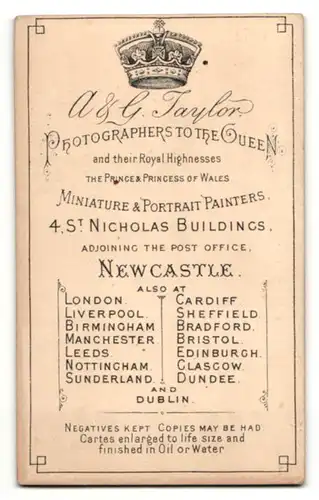 A & G. Taylor
PHOTOGRAPHERS TO THE QUEEN
and their Royal Highnesses
THE PRINCE & PRINCESS OF WALES
MINIATURE & PORTRAIT PAINTERS.
4, ST NICHOLAS BUILDINGS,
ADJOINING THE POST OFFICE,
NEWCASTLE.
ALSO AT
LONDON. CARDIFF
LIVERPOOL. SHEFFIELD
BIRMINGHAM BRADFORD.
MANCHESTER. BRISTOL.
LEEDS. EDINBURGH.
NOTTINGHAM. GLASGOW.
SUNDERLAND. DUNDEE.
AND
DUBLIN.
NEGATIVES KEPT COPIES MAY BE HAD
Cartes enlarged to life size and
finished in Oil or Water